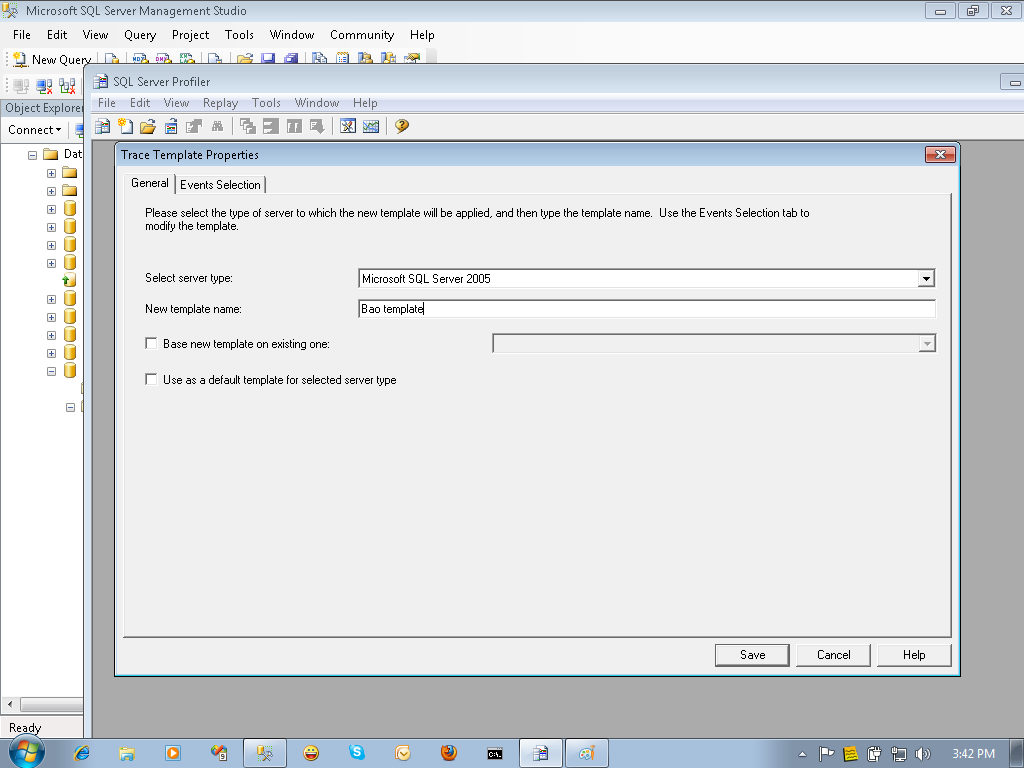 Microsoft SQL Server Management Studio
File Edit View Query Project Tools Window Community Help
New Query
SQL Server Profiler
File Edit View Replay Tools Window Help
Object Explorer
Connect
Dat
Trace Template Properties
General Events Selection
Please select the type of server to which the new template will be applied, and then type the template name. Use the Events Selection tab to
modify the template.
Select server type: Microsoft SQL Server 2005
New template name: Bao template
Base new template on existing one:
Use as a default template for selected server type
Save Cancel Help
Ready
3:42 PM